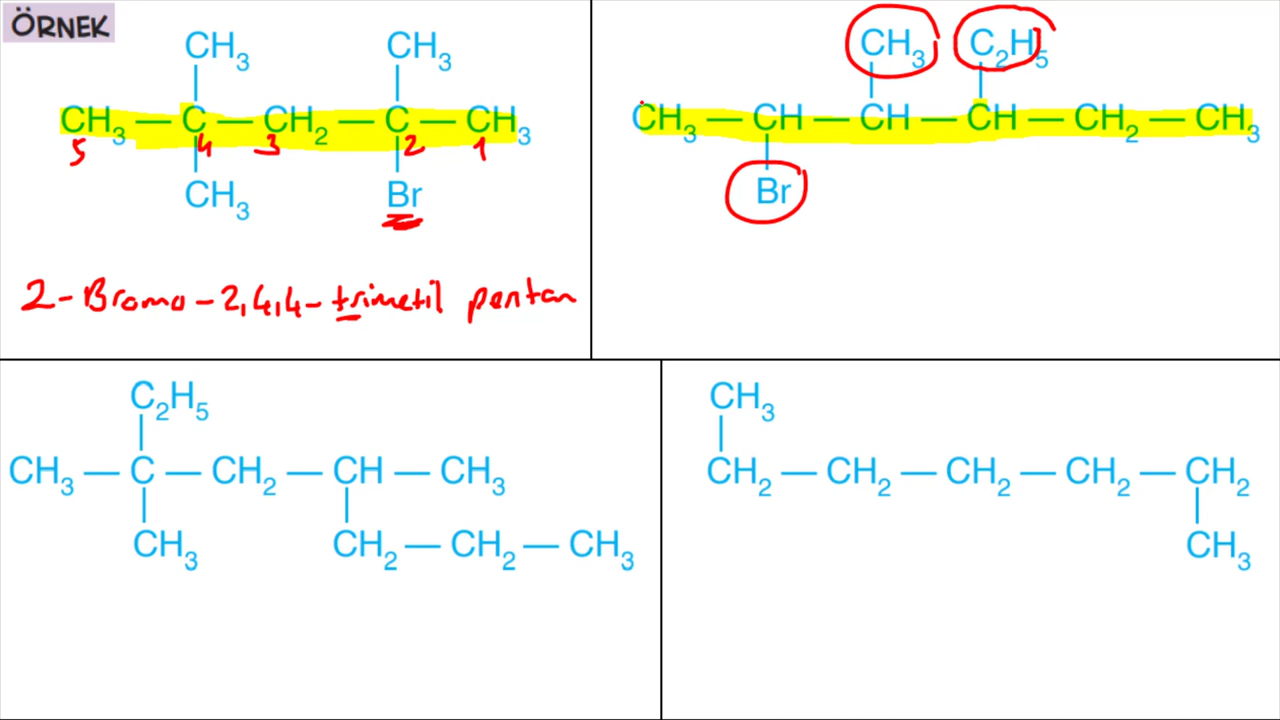 ÖRNEK
CH₃ CH₃
CH₃ — C — CH₂ — C — CH₃
5 4 3 2 1
CH₃ Br
2-Bromo-2,4,4-trimetil pentan
CH₃ C₂H₅
CH₃ — CH — CH — CH — CH₂ — CH₃
Br
C₂H₅
CH₃ — C — CH₂ — CH — CH₃
CH₃ CH₂ — CH₂ — CH₃
CH₃
CH₂ — CH₂ — CH₂ — CH₂ — CH₂
CH₃